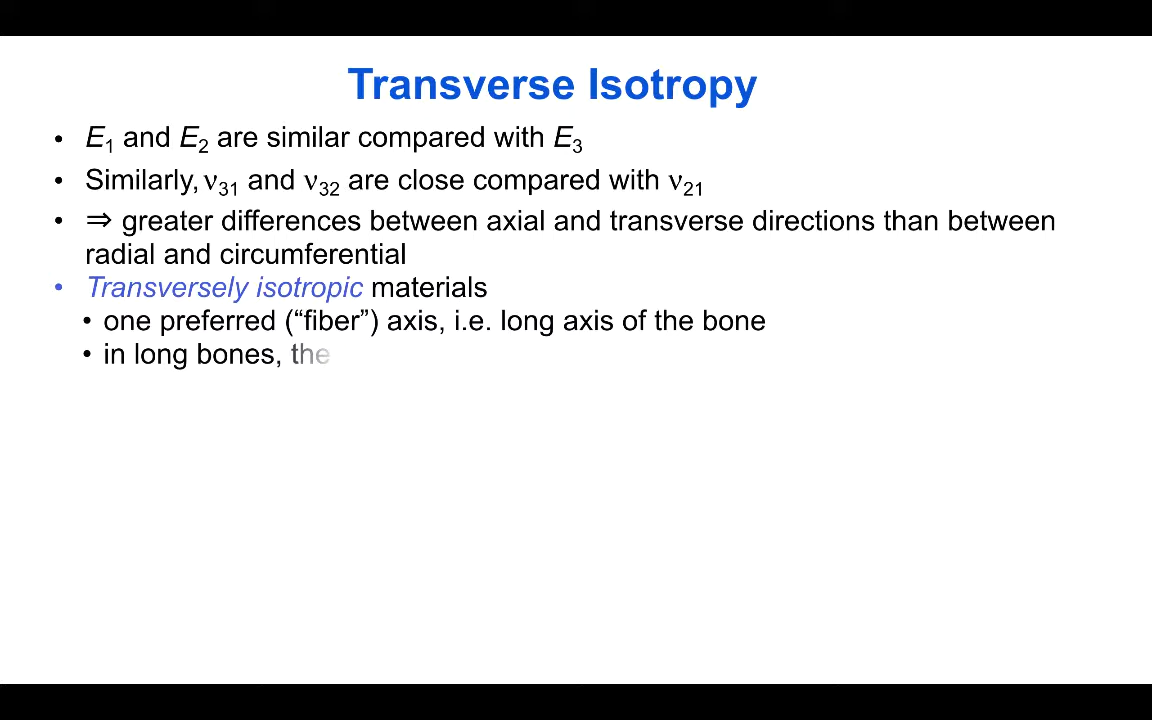 Transverse Isotropy
• E₁ and E₂ are similar compared with E₃
• Similarly, ν₃₁ and ν₃₂ are close compared with ν₂₁
• ⇒ greater differences between axial and transverse directions than between
radial and circumferential
• Transversely isotropic materials
• one preferred (“fiber”) axis, i.e. long axis of the bone
• in long bones, the